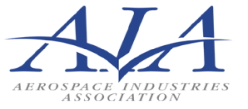 AIA
AEROSPACE INDUSTRIES
ASSOCIATION